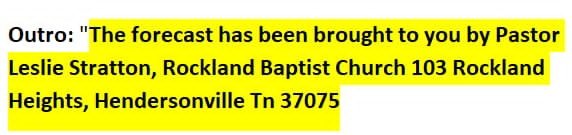 Outro: "The forecast has been brought to you by Pastor
Leslie Stratton, Rockland Baptist Church 103 Rockland
Heights, Hendersonville Tn 37075